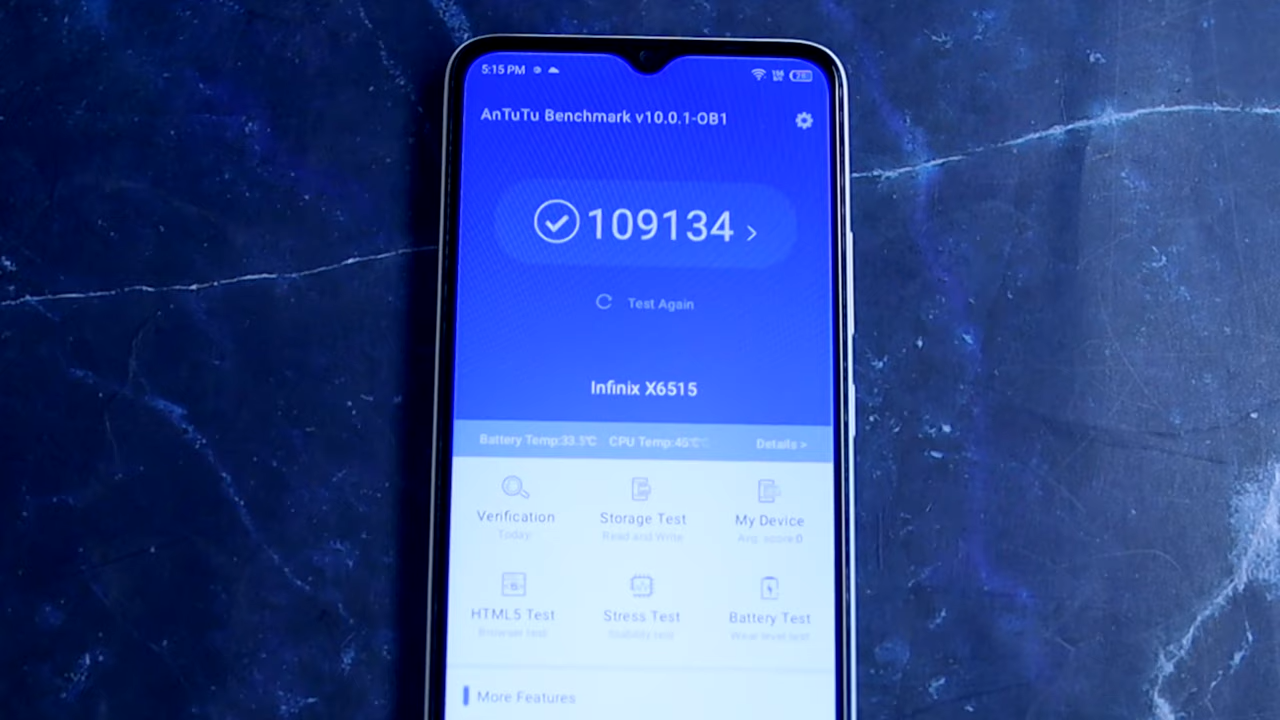 5:15 PM
AnTuTu Benchmark v10.0.1-OB1
109134 >
Test Again
Infinix X6515
Battery Temp:33.5℃ CPU Temp:45℃ Details >
Verification Storage Test My Device
Today Read and Write Avg. score:0
HTML5 Test Stress Test Battery Test
Browser test Stability test Wear level test
More Features